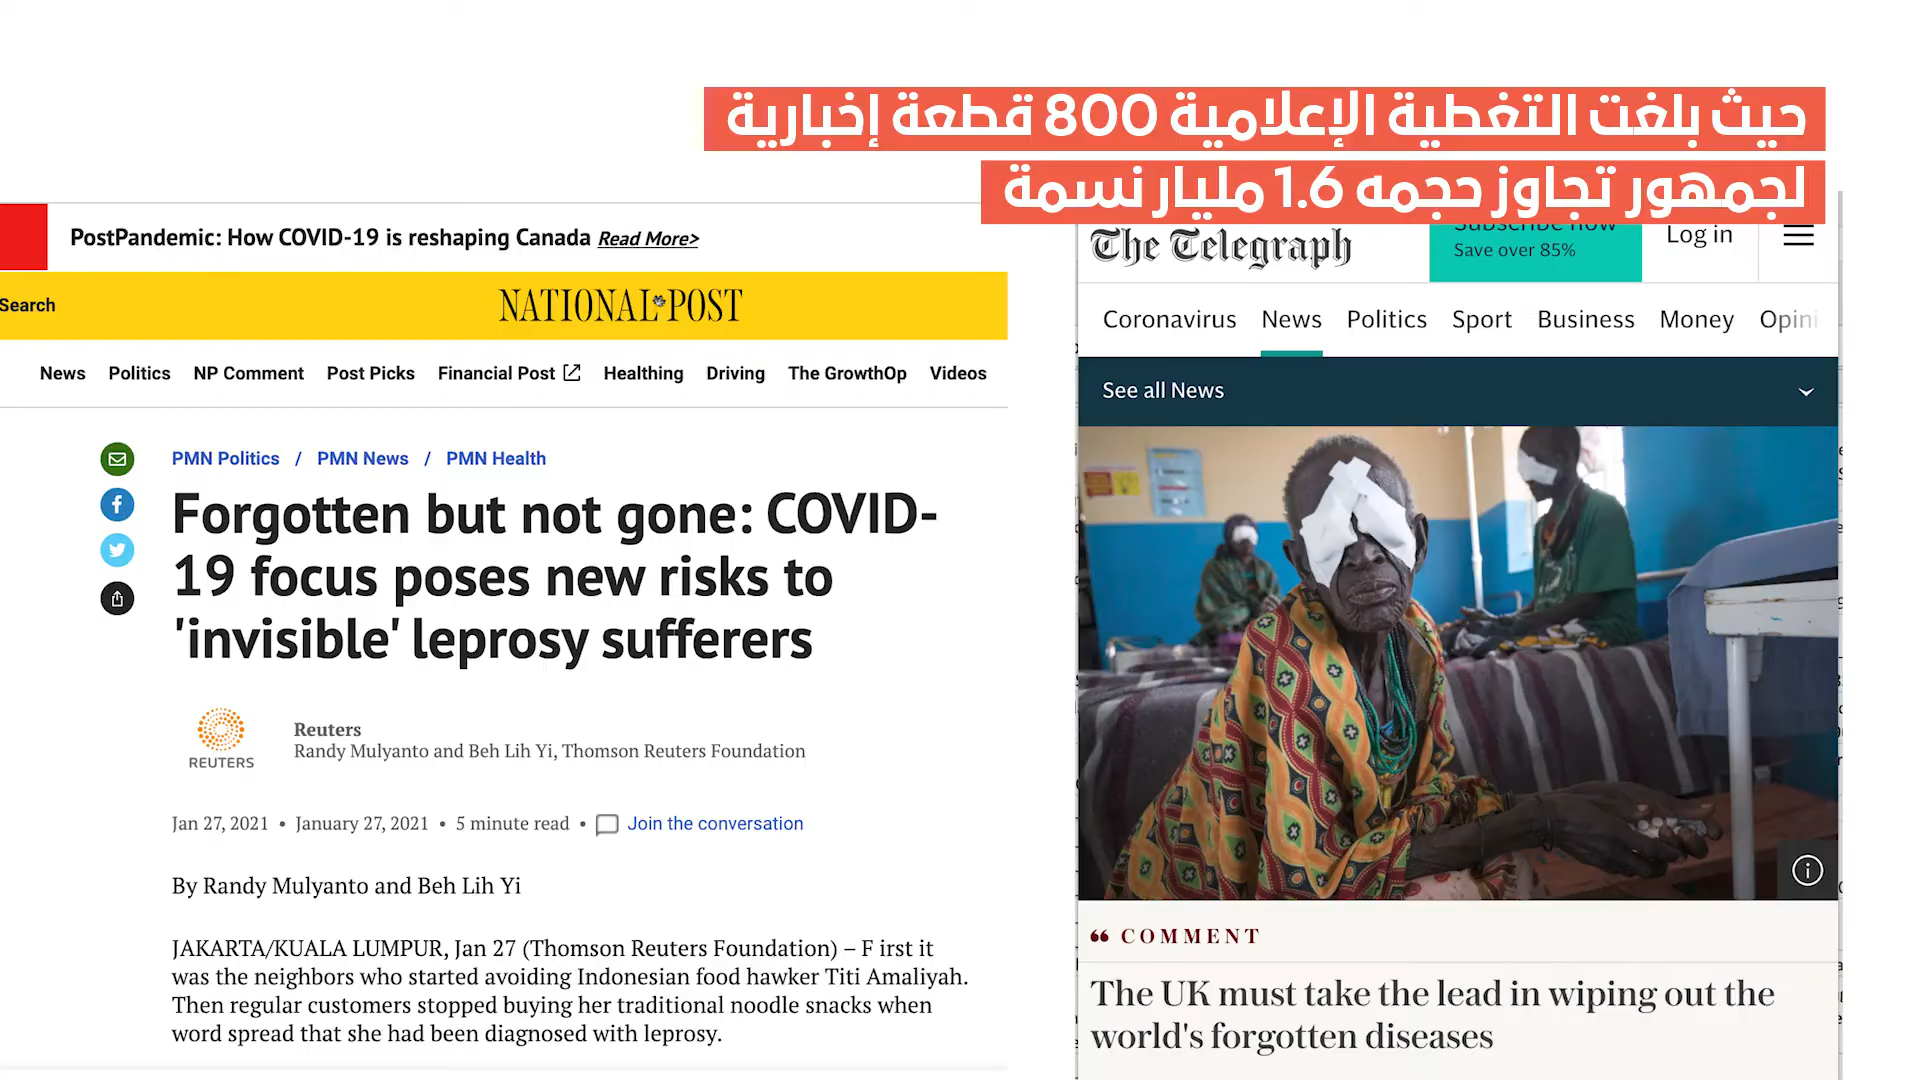 حيث بلغت التغطية الإعلامية 800 قطعة إخبارية
لجمهور تجاوز حجمه 1.6 مليار نسمة
PostPandemic: How COVID-19 is reshaping Canada Read More>
Search
NATIONAL POST
News Politics NP Comment Post Picks Financial Post Healthing Driving The GrowthOp Videos
PMN Politics / PMN News / PMN Health
Forgotten but not gone: COVID-
19 focus poses new risks to
'invisible' leprosy sufferers
REUTERS
Reuters
Randy Mulyanto and Beh Lih Yi, Thomson Reuters Foundation
Jan 27, 2021 • January 27, 2021 • 5 minute read • Join the conversation
By Randy Mulyanto and Beh Lih Yi
JAKARTA/KUALA LUMPUR, Jan 27 (Thomson Reuters Foundation) – F irst it
was the neighbors who started avoiding Indonesian food hawker Titi Amaliyah.
Then regular customers stopped buying her traditional noodle snacks when
word spread that she had been diagnosed with leprosy.
The Telegraph
Subscribe now
Save over 85%
Log in
Coronavirus News Politics Sport Business Money Opini
See all News
COMMENT
The UK must take the lead in wiping out the
world's forgotten diseases